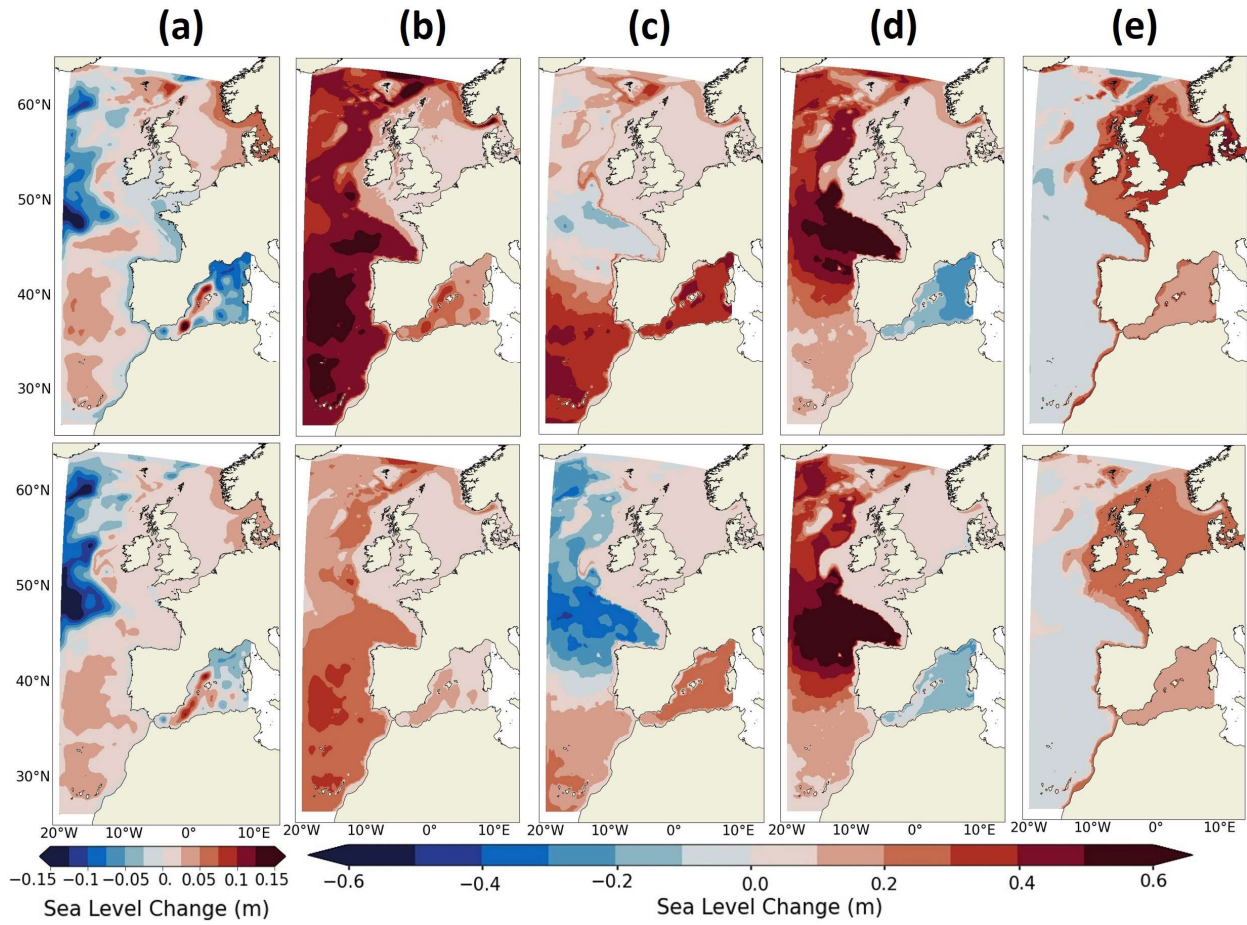 (a) (b) (c) (d) (e)
60°N
50°N
40°N
30°N
60°N
50°N
40°N
30°N
20°W 10°W 0° 10°E 20°W 10°W 0° 10°E 20°W 10°W 0° 10°E 20°W 10°W 0° 10°E 20°W 10°W 0° 10°E
−0.15 −0.1 −0.05 0. 0.05 0.1 0.15 −0.6 −0.4 −0.2 0.0 0.2 0.4 0.6
Sea Level Change (m) Sea Level Change (m)